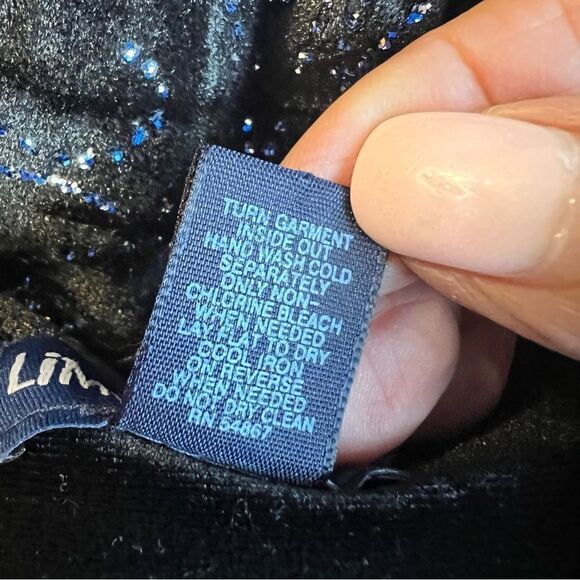 TURN GARMENT
INSIDE OUT
HAND WASH COLD
SEPARATELY
ONLY NON-
CHLORINE BLEACH
WHEN NEEDED
LAY FLAT TO DRY
COOL IRON
ON REVERSE
WHEN NEEDED
DO NOT DRY CLEAN
RN 54867